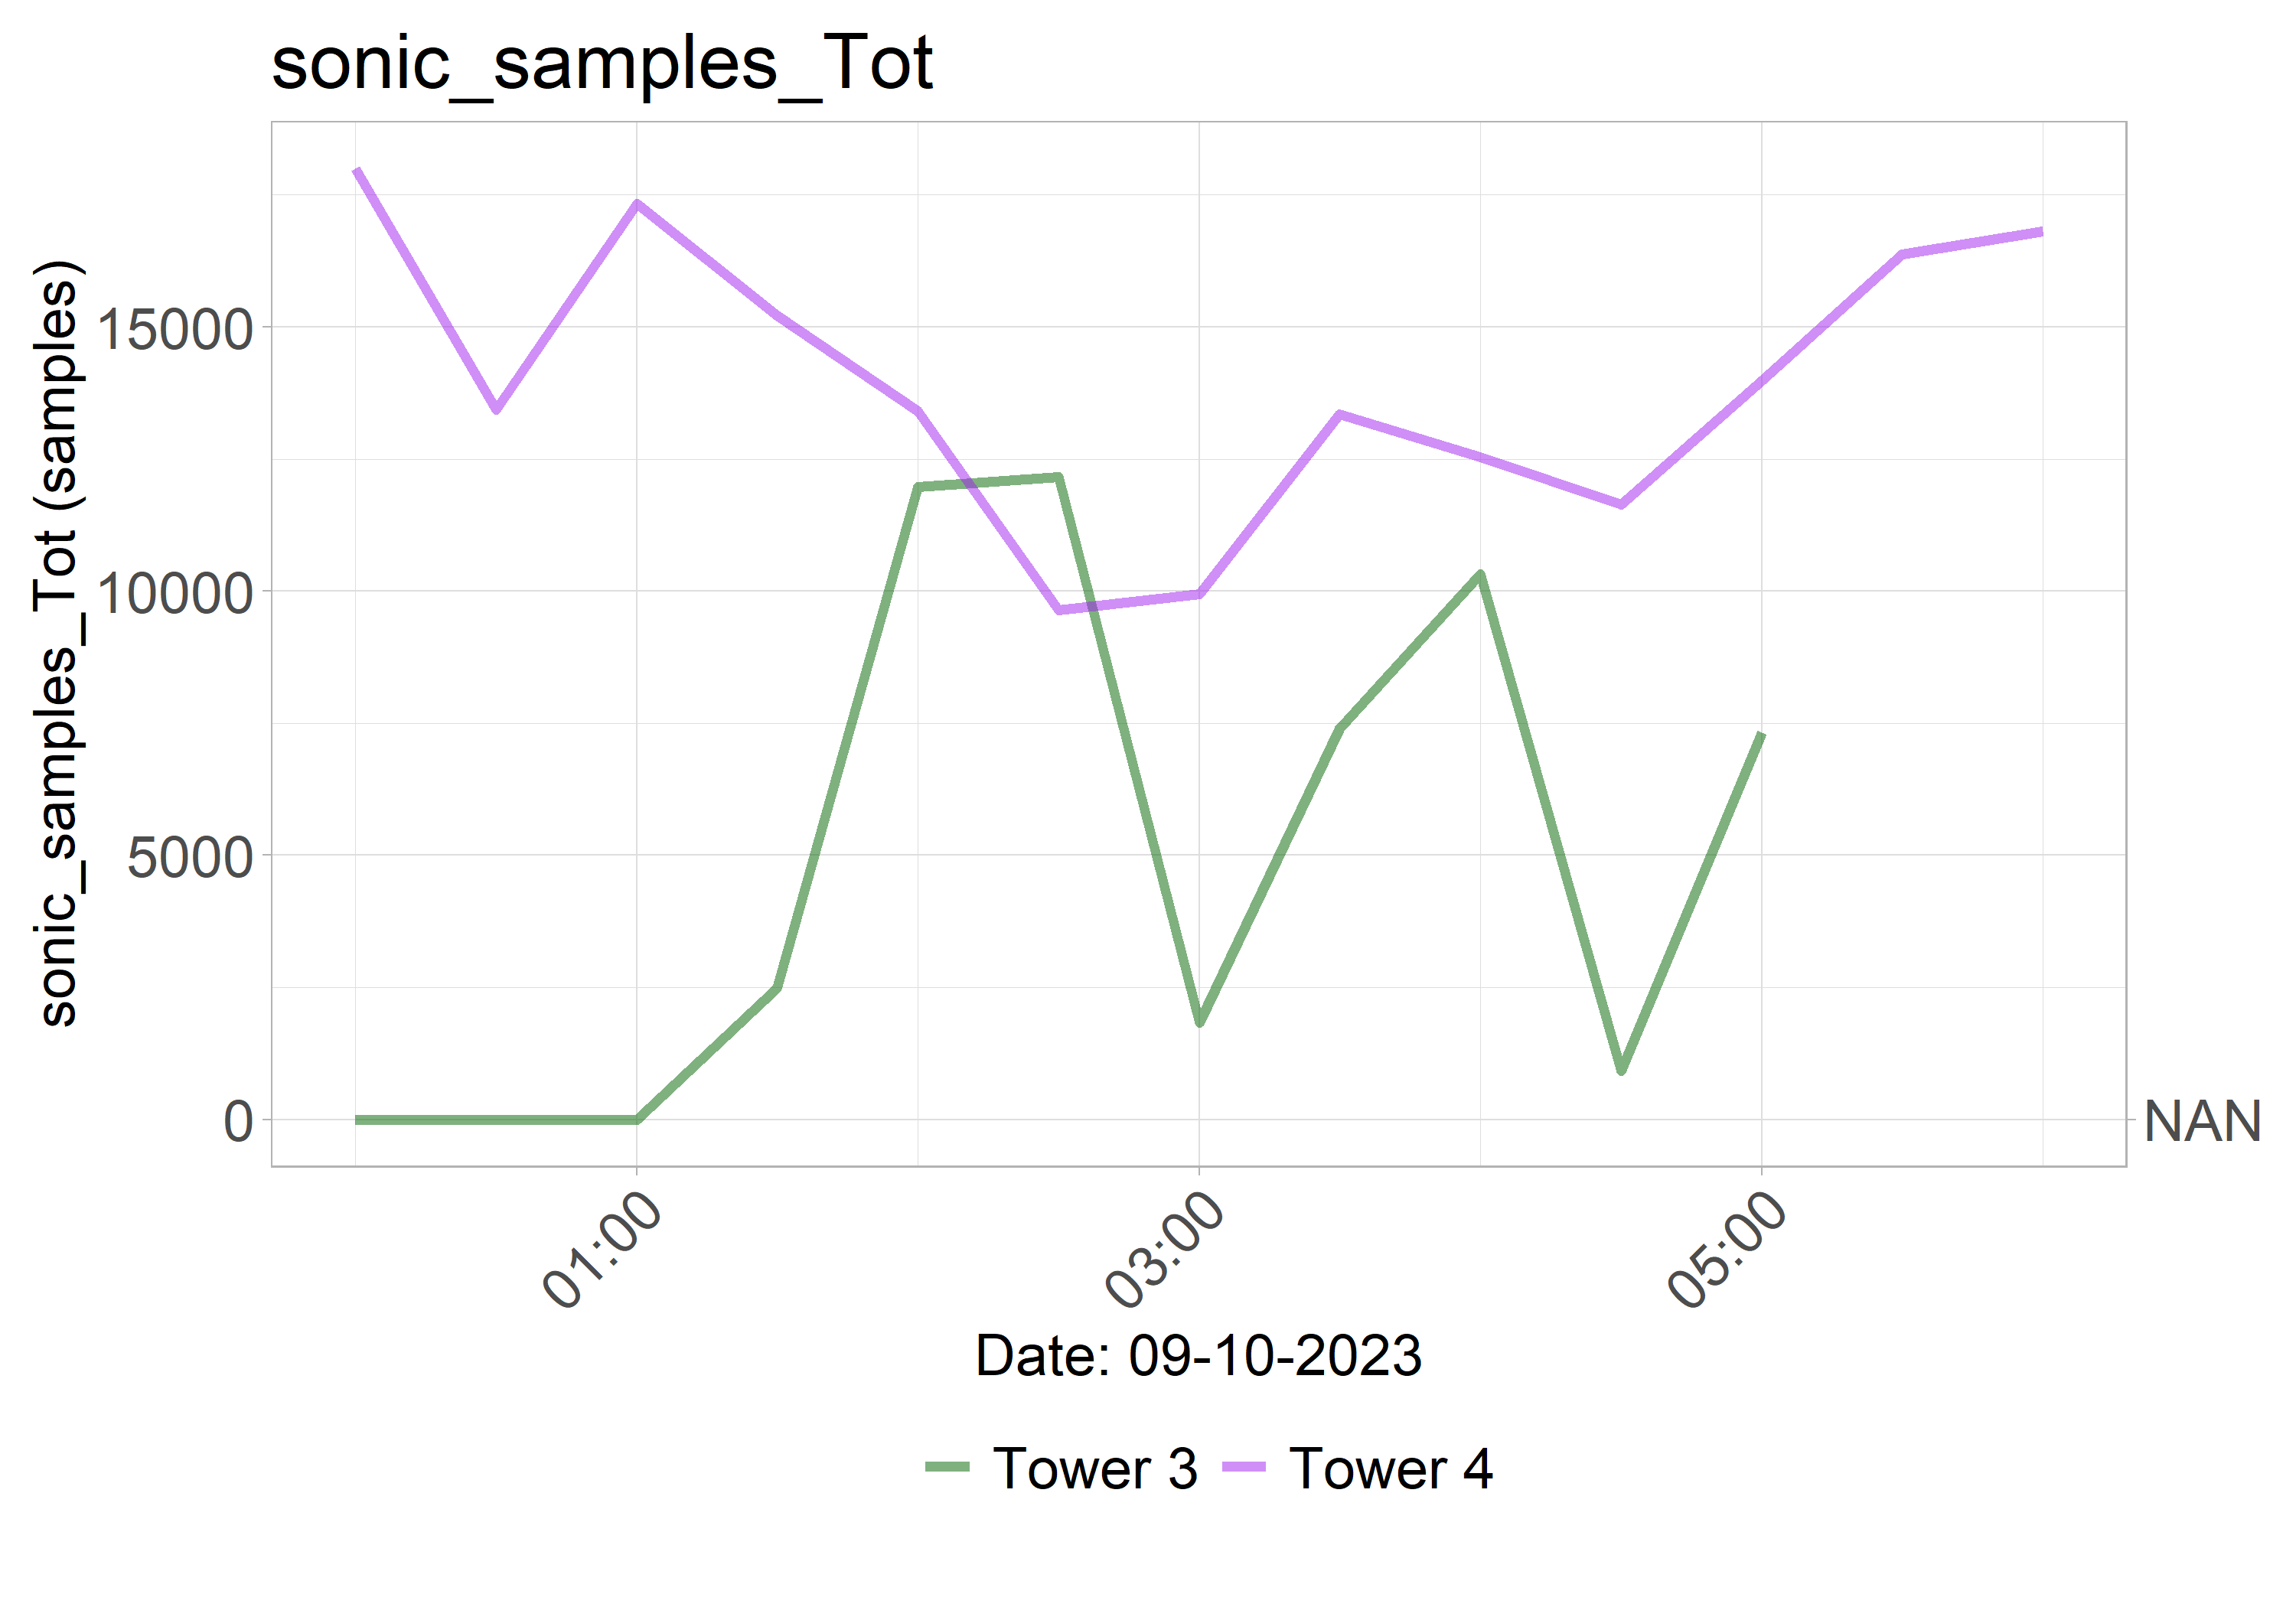 sonic_samples_Tot
sonic_samples_Tot (samples)
15000
10000
5000
0
NAN
01:00
03:00
05:00
Date: 09-10-2023
Tower 3
Tower 4